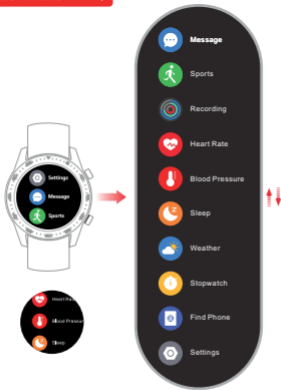 Message
Sports
Recording
Heart Rate
Blood Pressure
Sleep
Weather
Stopwatch
Find Phone
Settings
Settings
Message
Sports
Heart Rate
Blood Pressure
Sleep